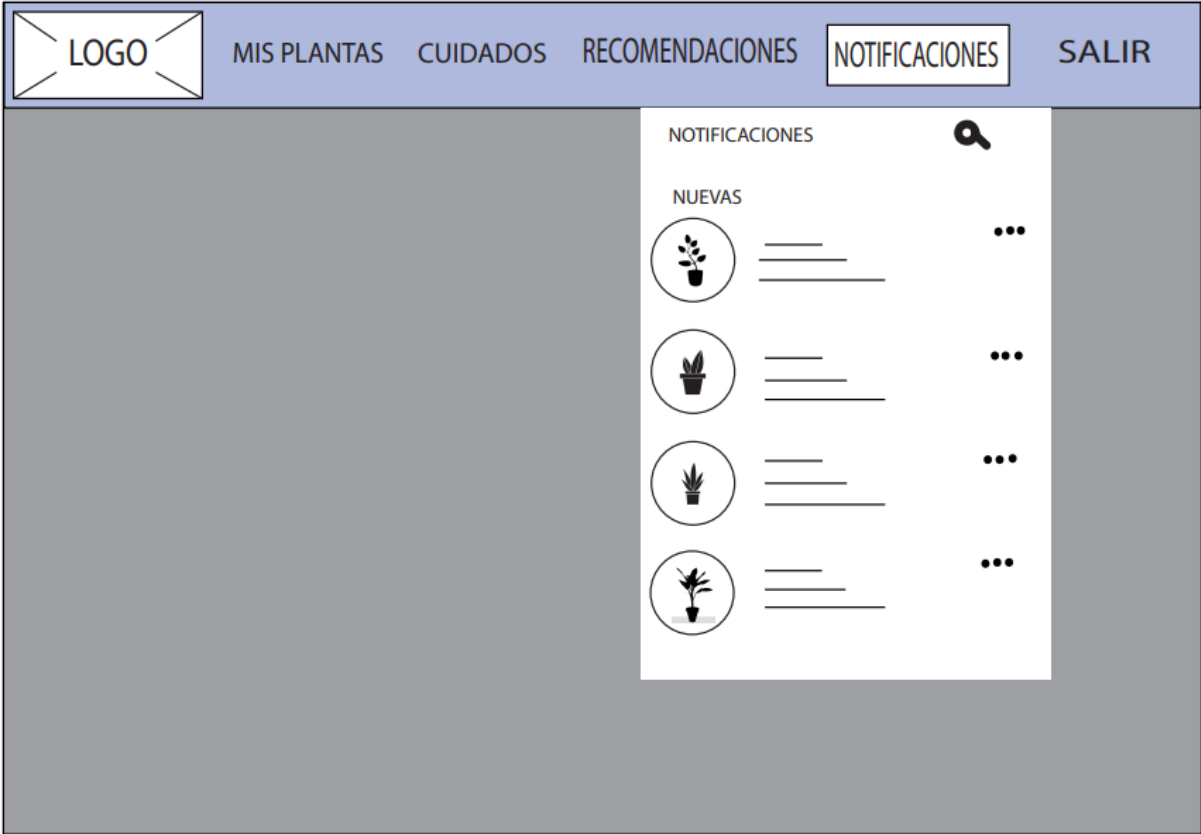 LOGO MIS PLANTAS CUIDADOS RECOMENDACIONES NOTIFICACIONES SALIR
NOTIFICACIONES
NUEVAS